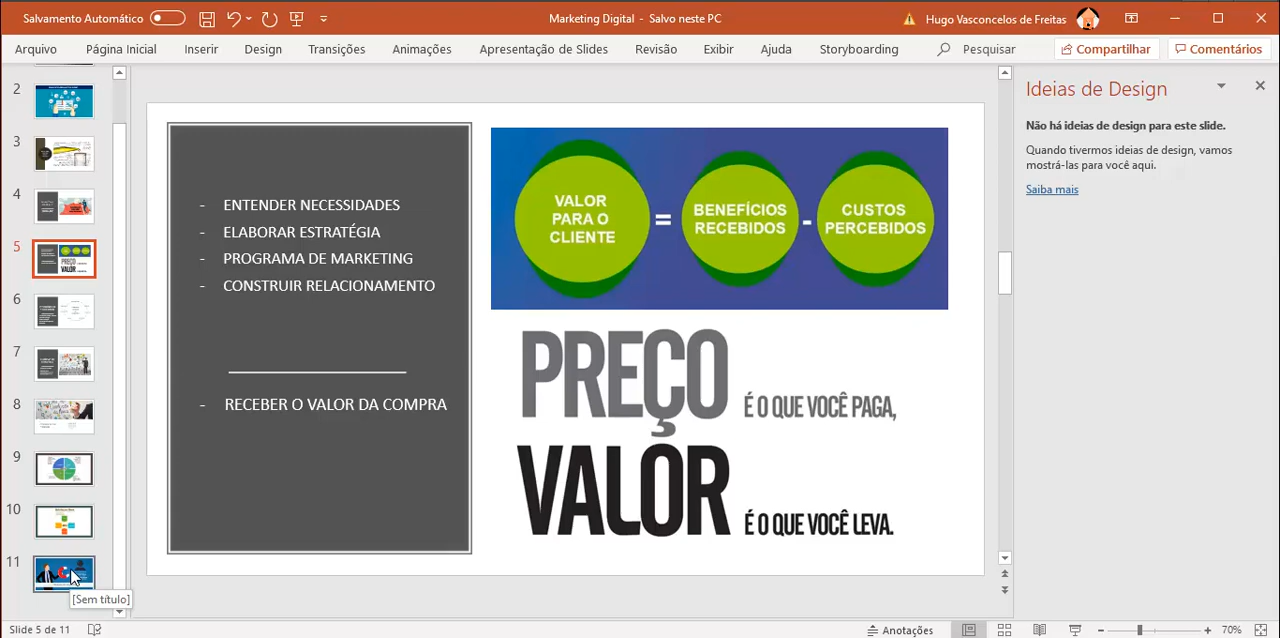 Salvamento Automático
Marketing Digital - Salvo neste PC
Hugo Vasconcelos de Freitas
Arquivo Página Inicial Inserir Design Transições Animações Apresentação de Slides Revisão Exibir Ajuda Storyboarding Pesquisar Compartilhar Comentários
2
3
4
5
6
7
8
9
10
11
[Sem título]
- ENTENDER NECESSIDADES
- ELABORAR ESTRATÉGIA
- PROGRAMA DE MARKETING
- CONSTRUIR RELACIONAMENTO
- RECEBER O VALOR DA COMPRA
VALOR
PARA O
CLIENTE
=
BENEFÍCIOS
RECEBIDOS
-
CUSTOS
PERCEBIDOS
PREÇO É O QUE VOCÊ PAGA,
VALOR É O QUE VOCÊ LEVA.
Ideias de Design
Não há ideias de design para este slide.
Quando tivermos ideias de design, vamos
mostrá-las para você aqui.
Saiba mais
Slide 5 de 11
Anotações
70%